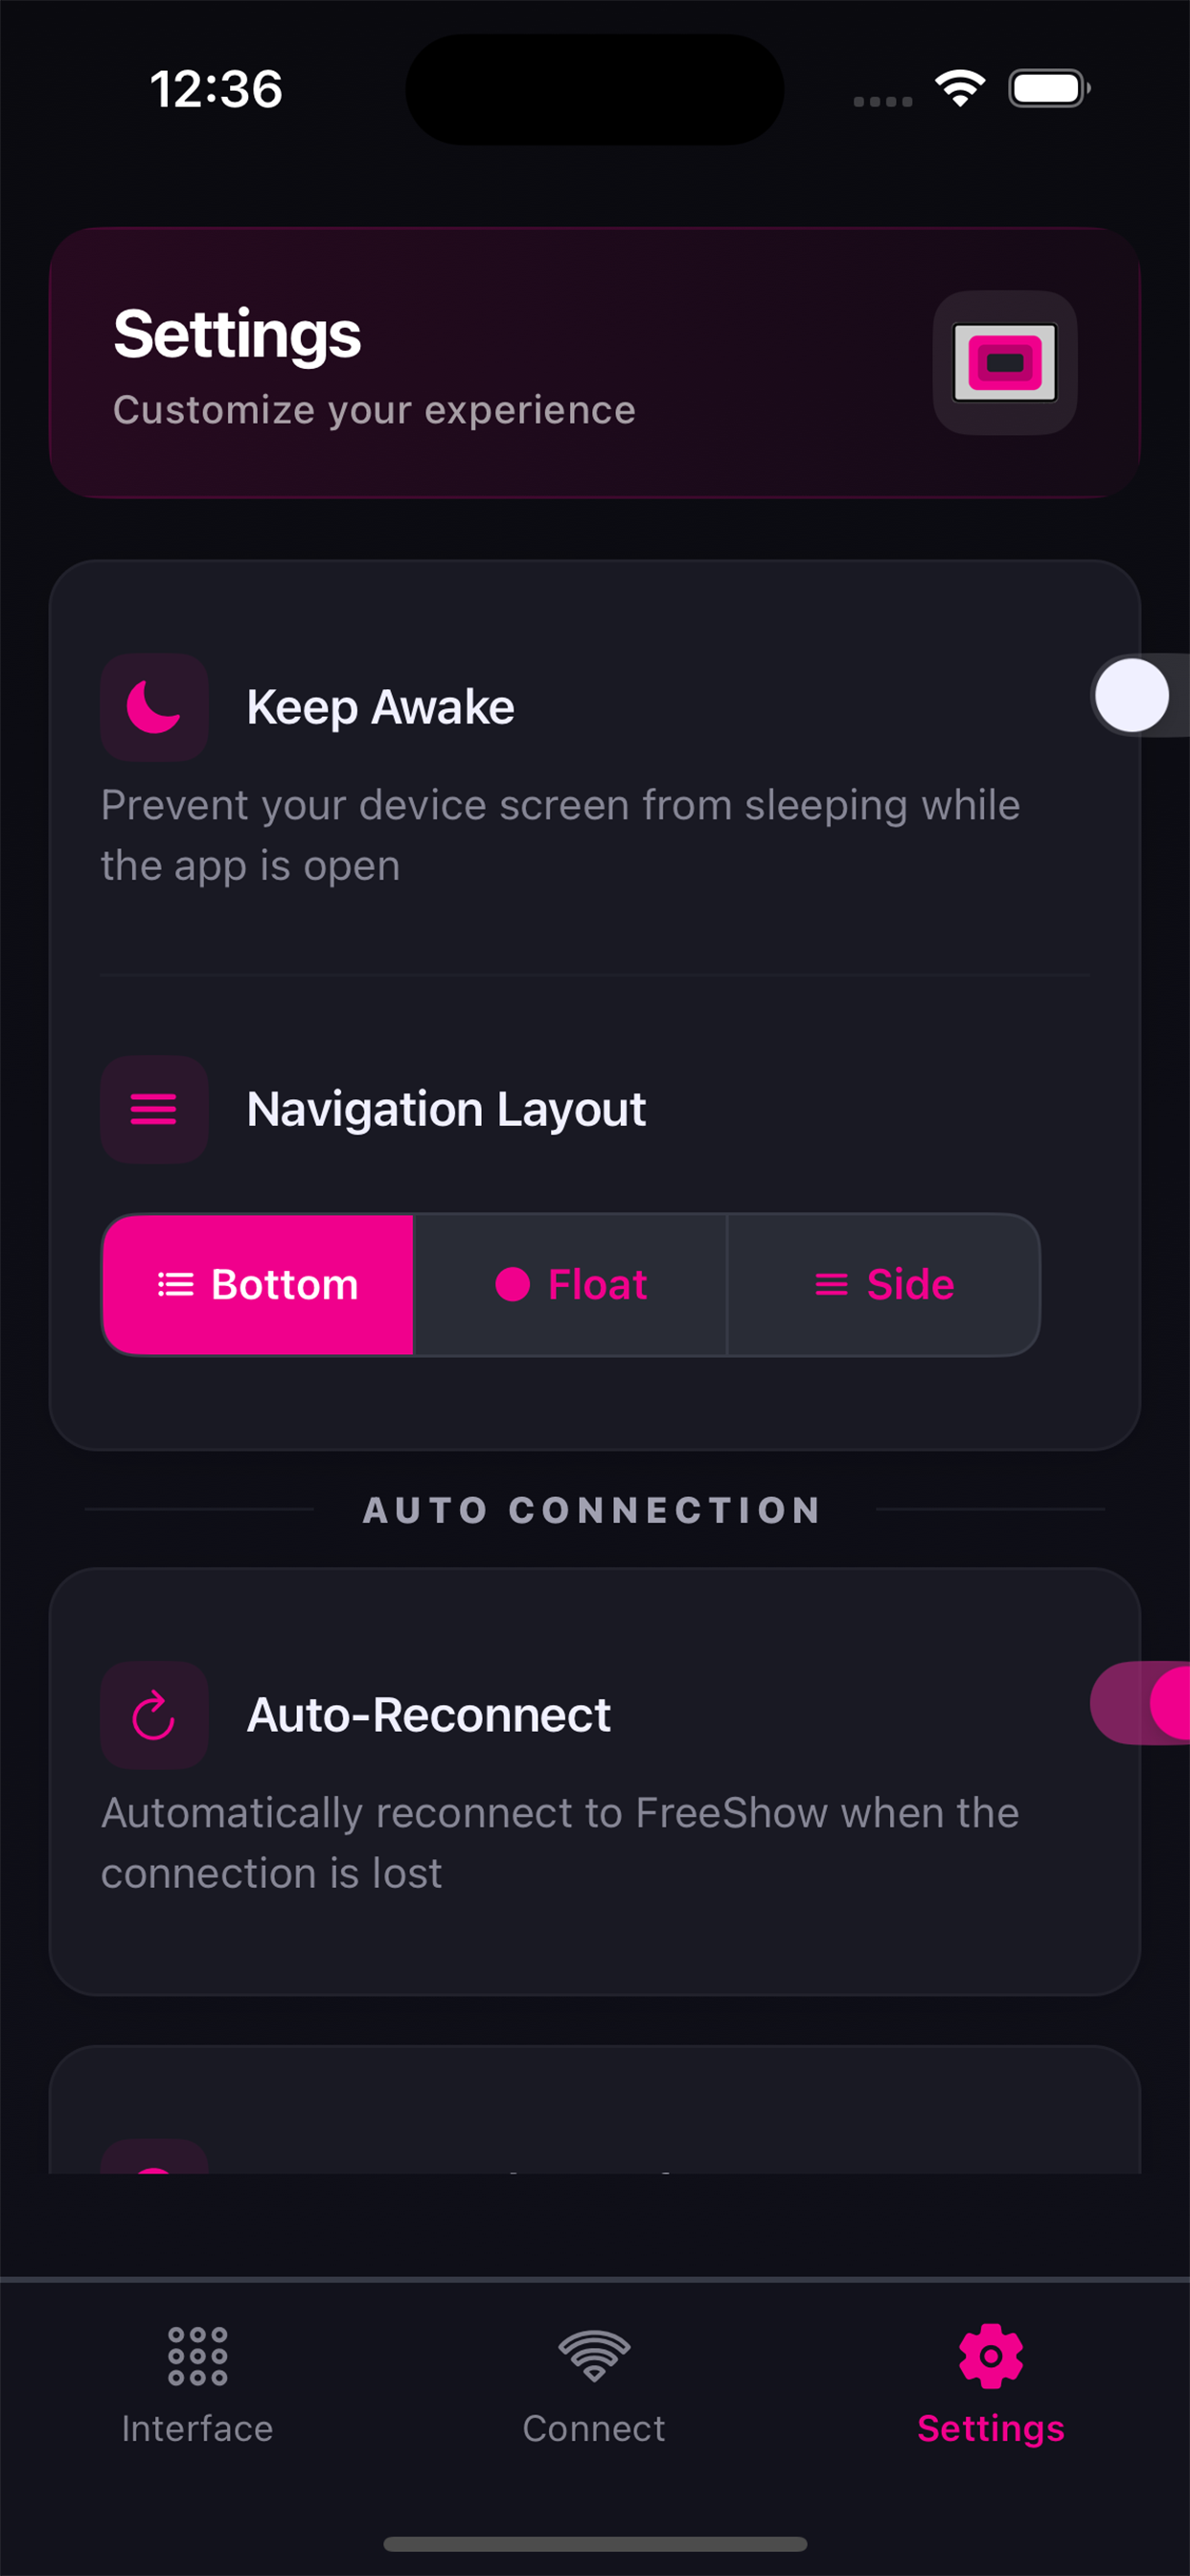 12:36
Settings
Customize your experience
Keep Awake
Prevent your device screen from sleeping while
the app is open
Navigation Layout
Bottom
Float
Side
AUTO CONNECTION
Auto-Reconnect
Automatically reconnect to FreeShow when the
connection is lost
Interface
Connect
Settings